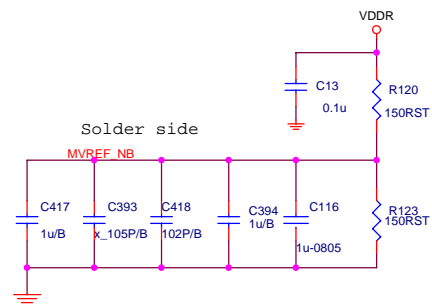 VDDR
C13
0.1u
R120
150RST
Solder side
MVREF_NB
C417
1u/B
C393
x_105P/B
C418
102P/B
C394
1u/B
C116
1u-0805
R123
150RST